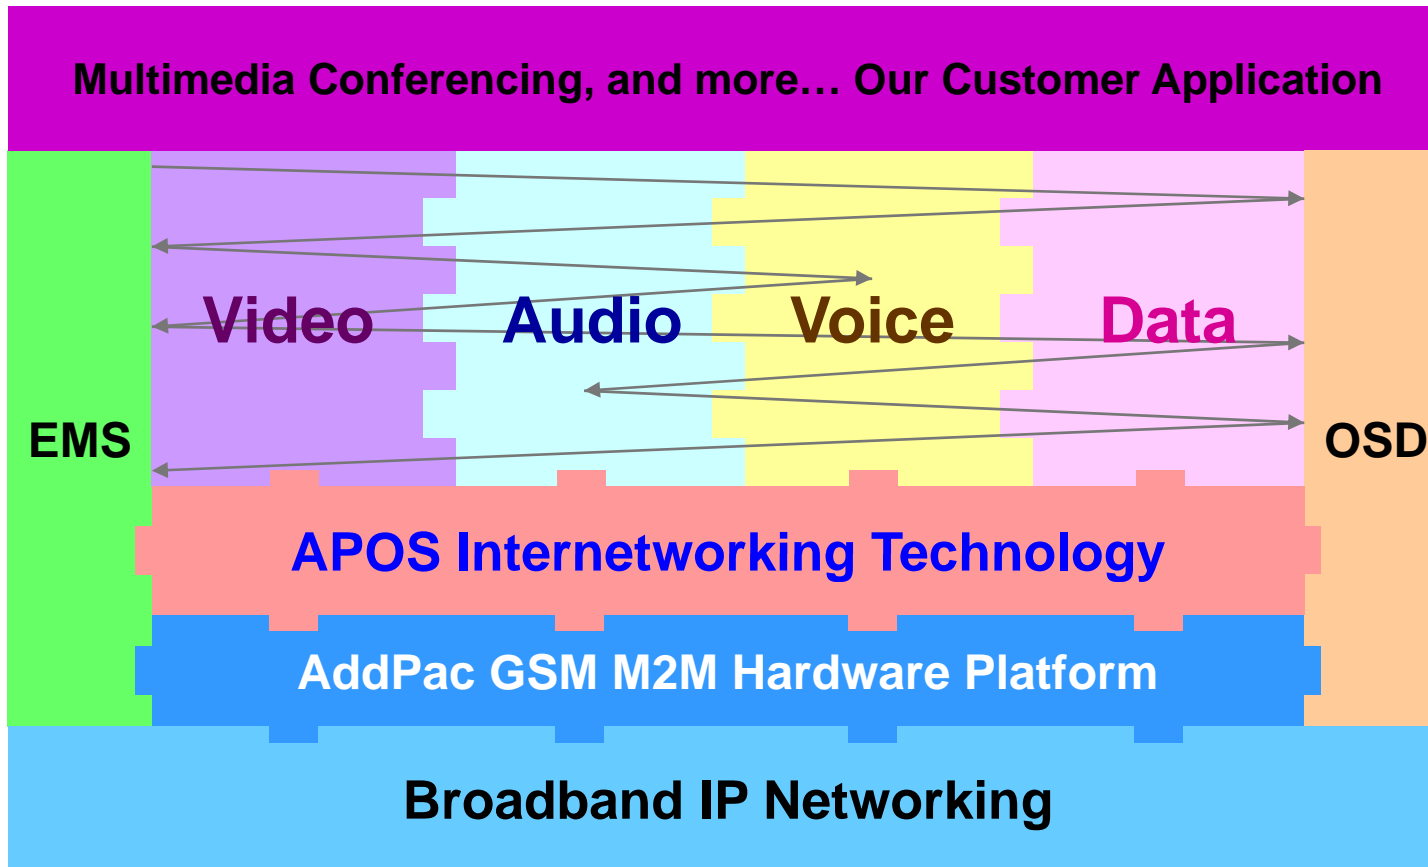 Multimedia Conferencing, and more… Our Customer Application
Video Audio Voice Data
EMS
OSD
APOS Internetworking Technology
AddPac GSM M2M Hardware Platform
Broadband IP Networking